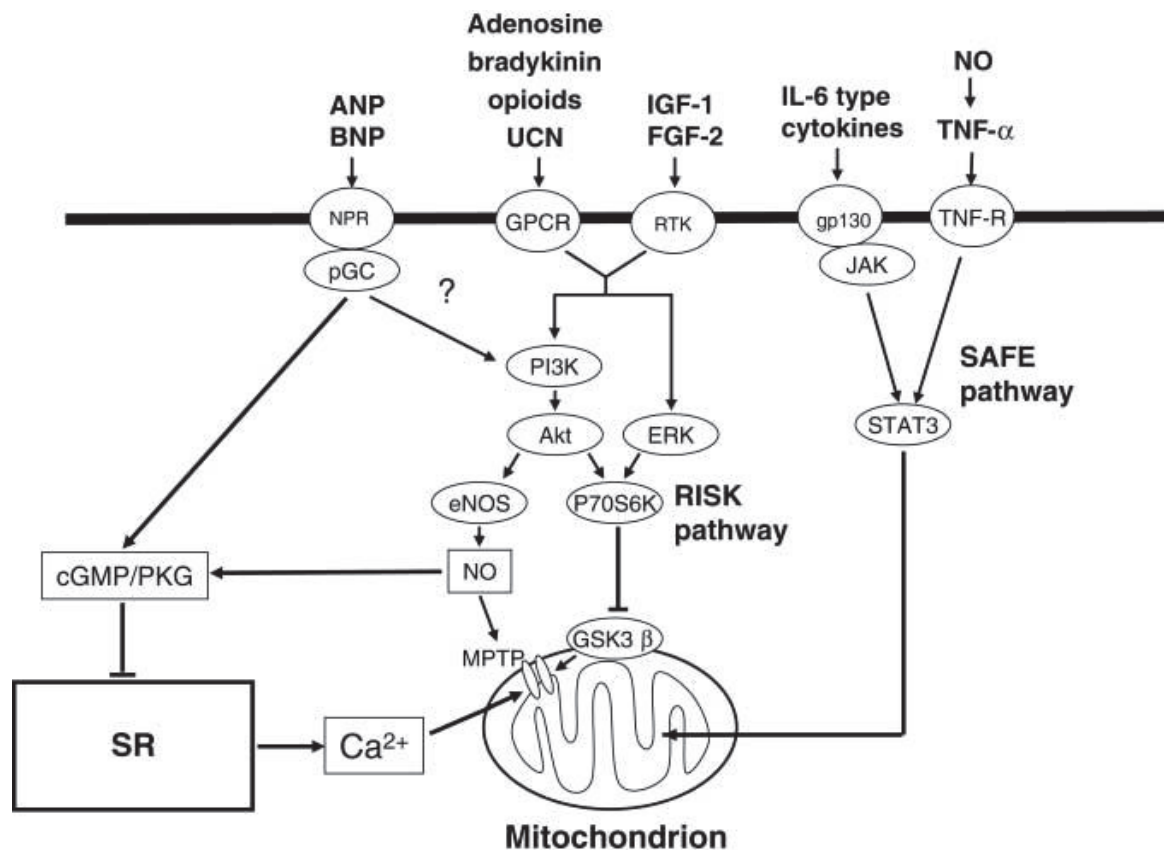 Adenosine
bradykinin
opioids
UCN
ANP
BNP
IGF-1
FGF-2
IL-6 type
cytokines
NO
TNF-α
NPR
pGC
GPCR
RTK
gp130
JAK
TNF-R
?
PI3K
Akt
ERK
STAT3
SAFE
pathway
eNOS
P70S6K
RISK
pathway
cGMP/PKG
NO
MPTP
GSK3 β
SR
Ca²⁺
Mitochondrion